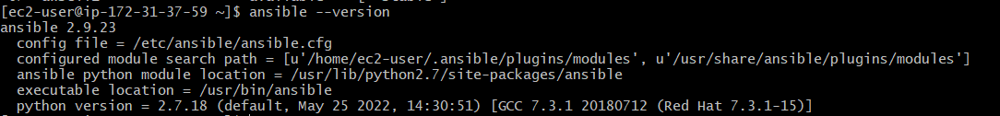 [ec2-user@ip-172-31-37-59 ~]$ ansible --version
ansible 2.9.23
  config file = /etc/ansible/ansible.cfg
  configured module search path = [u'/home/ec2-user/.ansible/plugins/modules', u'/usr/share/ansible/plugins/modules']
  ansible python module location = /usr/lib/python2.7/site-packages/ansible
  executable location = /usr/bin/ansible
  python version = 2.7.18 (default, May 25 2022, 14:30:51) [GCC 7.3.1 20180712 (Red Hat 7.3.1-15)]